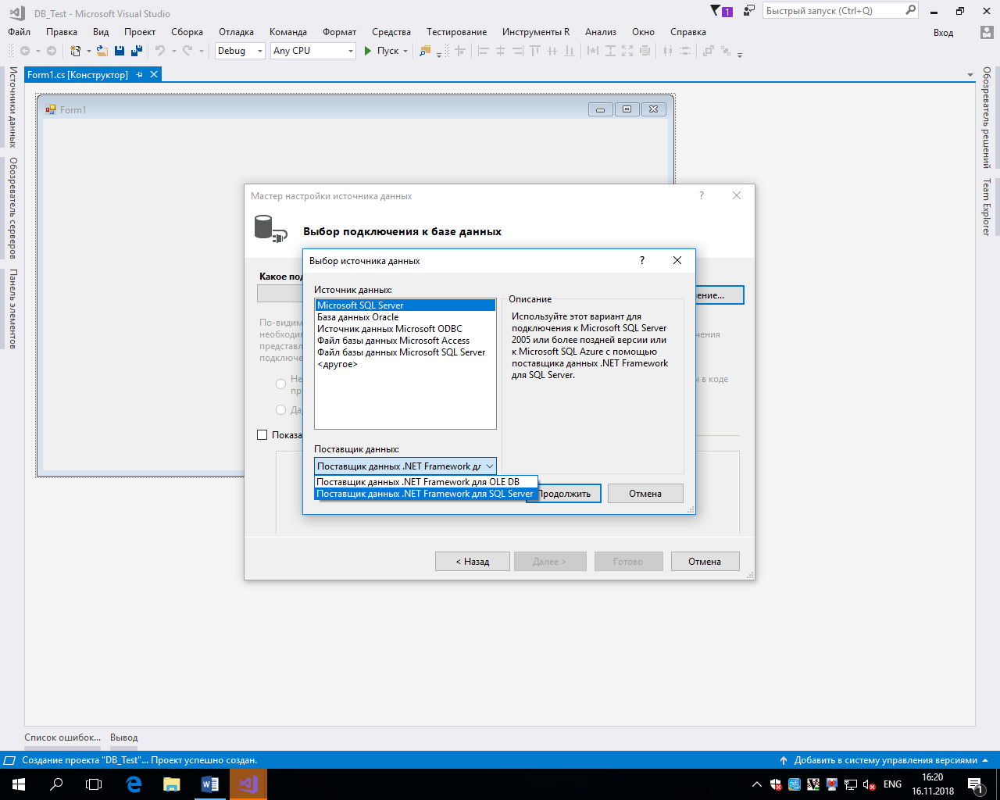 DB_Test - Microsoft Visual Studio
1
Быстрый запуск (Ctrl+Q)
Файл Правка Вид Проект Сборка Отладка Команда Формат Средства Тестирование Инструменты R Анализ Окно Справка Вход
Debug Any CPU Пуск
Form1.cs [Конструктор]
Источники данных
Обозреватель серверов
Панель элементов
Обозреватель решений
Team Explorer
Form1
Мастер настройки источника данных ?
Выбор подключения к базе данных
Выбор источника данных ?
Какое по
ение...
Источник данных:
Microsoft SQL Server
База данных Oracle
Источник данных Microsoft ODBC
Файл базы данных Microsoft Access
Файл базы данных Microsoft SQL Server
<другое>
Описание
Используйте этот вариант для
подключения к Microsoft SQL Server
2005 или более поздней версии или
к Microsoft SQL Azure с помощью
поставщика данных .NET Framework
для SQL Server.
По-види
необходи
представл
подключе
чения
Не
пр
ы в коде
Да
Показа
Поставщик данных:
Поставщик данных .NET Framework дл
Поставщик данных .NET Framework для OLE DB
Поставщик данных .NET Framework для SQL Server
Продолжить Отмена
< Назад Далее > Готово Отмена
Список ошибок... Вывод
Создание проекта "DB_Test"... Проект успешно создан. Добавить в систему управления версиями
ENG
16:20
16.11.2018
1